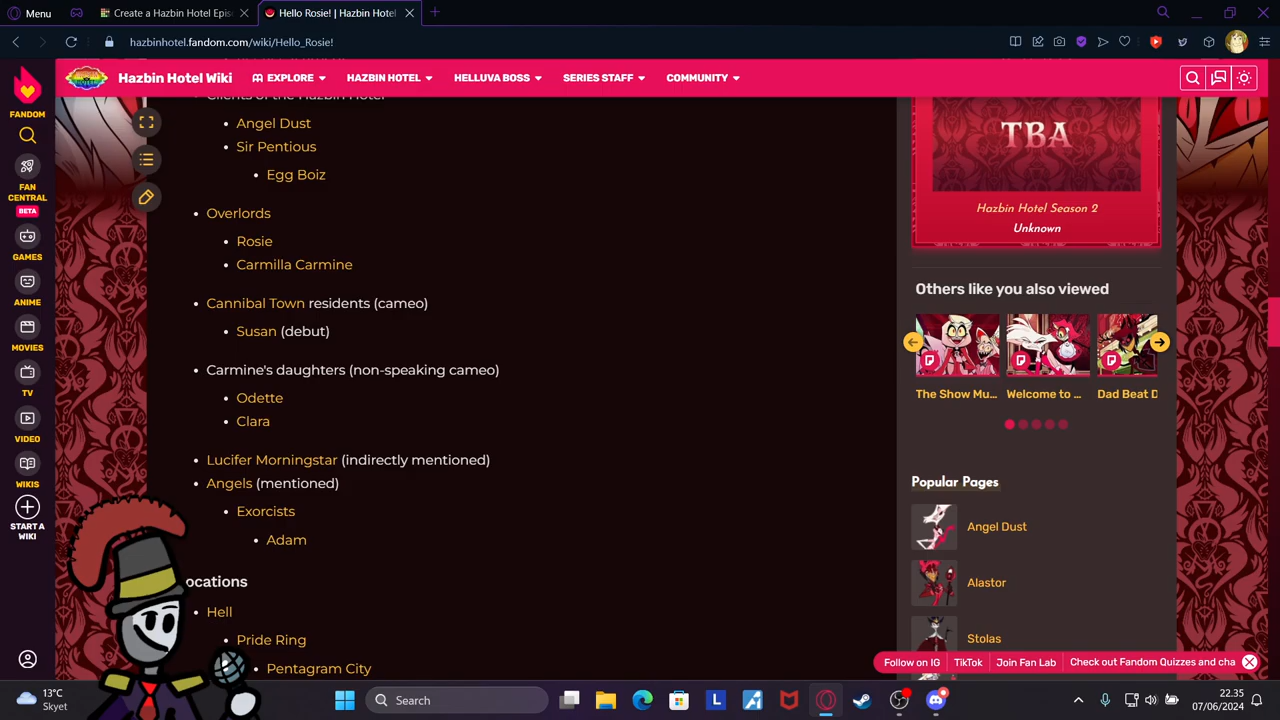 Menu
Create a Hazbin Hotel Epis
Hello Rosie! | Hazbin Hotel
hazbinhotel.fandom.com/wiki/Hello_Rosie!
Hazbin Hotel Wiki
EXPLORE
HAZBIN HOTEL
HELLUVA BOSS
SERIES STAFF
COMMUNITY
FANDOM
FAN
CENTRAL
BETA
GAMES
ANIME
MOVIES
TV
VIDEO
WIKIS
START A
WIKI
Clients of the Hazbin Hotel
Angel Dust
Sir Pentious
Egg Boiz
Overlords
Rosie
Carmilla Carmine
Cannibal Town residents (cameo)
Susan (debut)
Carmine's daughters (non-speaking cameo)
Odette
Clara
Lucifer Morningstar (indirectly mentioned)
Angels (mentioned)
Exorcists
Adam
ocations
Hell
Pride Ring
Pentagram City
TBA
Hazbin Hotel Season 2
Unknown
Others like you also viewed
The Show Mu...
Welcome to ...
Dad Beat D
Popular Pages
Angel Dust
Alastor
Stolas
Follow on IG
TikTok
Join Fan Lab
Check out Fandom Quizzes and cha
13°C
Skyet
Search
L
22.35
07/06/2024